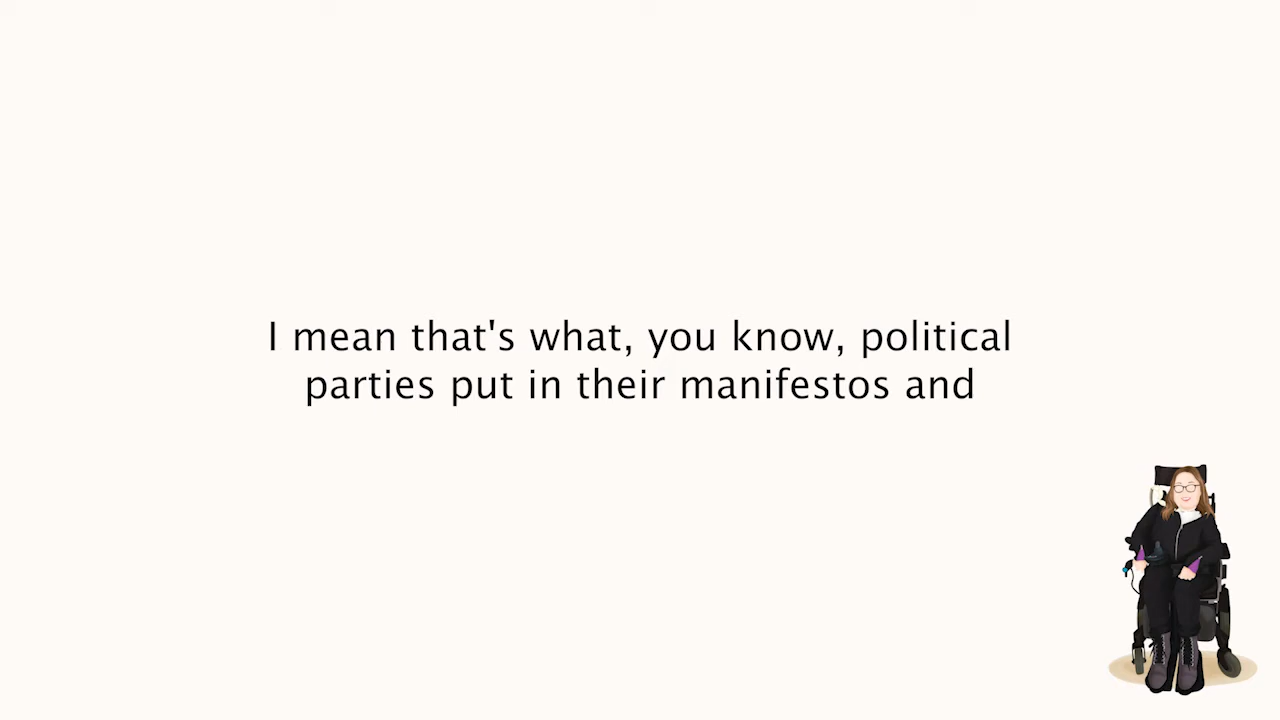 I mean that's what, you know, political
parties put in their manifestos and